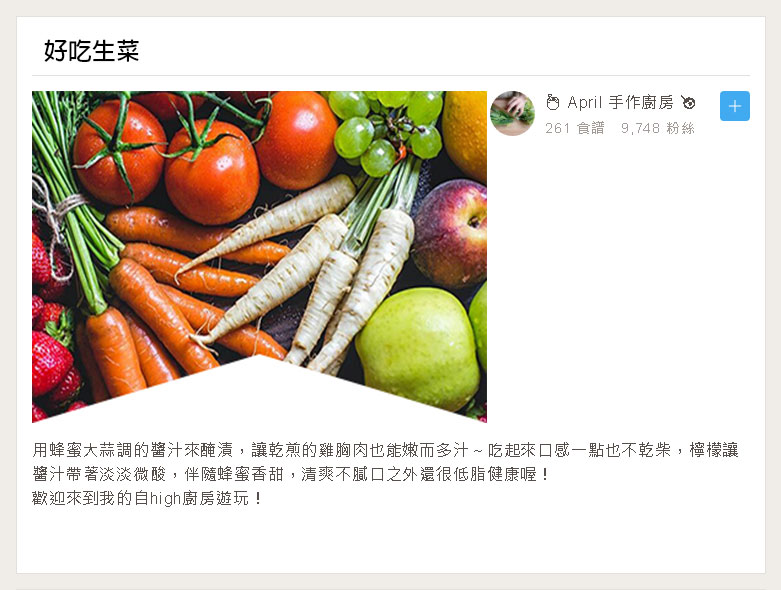 好吃生菜
April 手作廚房
261 食譜 9,748 粉絲
用蜂蜜大蒜調的醬汁來醃漬，讓乾煎的雞胸肉也能嫩而多汁～吃起來口感一點也不乾柴，檸檬讓
醬汁帶著淡淡微酸，伴隨蜂蜜香甜，清爽不膩口之外還很低脂健康喔！
歡迎來到我的自high廚房遊玩！